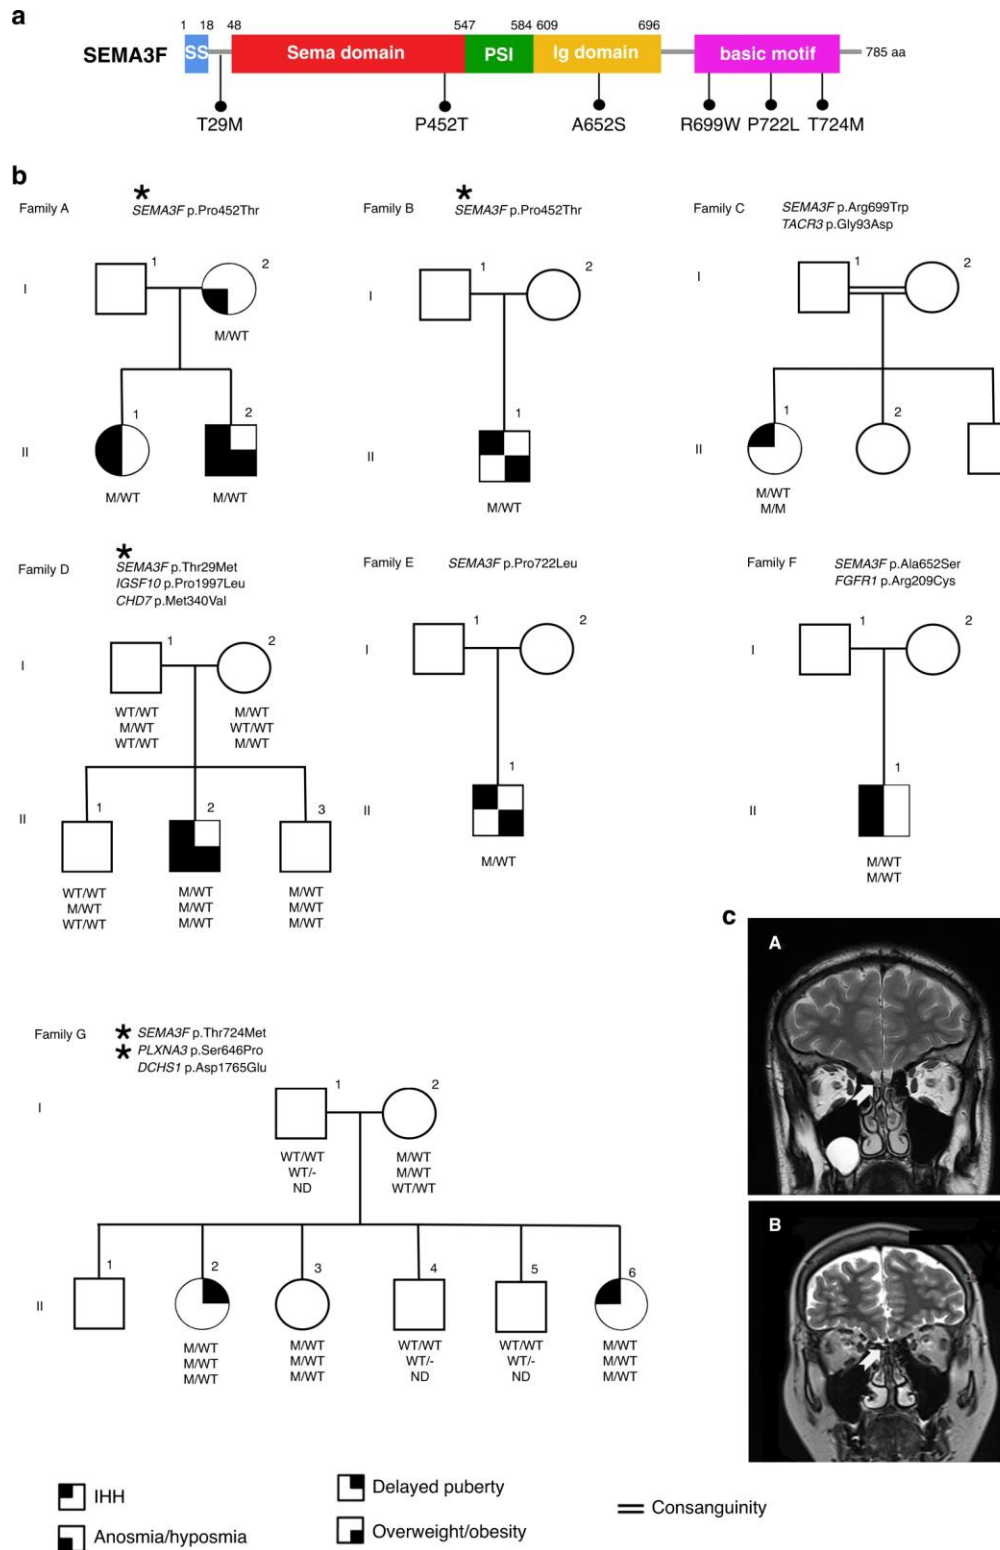 a
1 18 48 547 584 609 696
SEMA3F SS Sema domain PSI Ig domain basic motif 785 aa
T29M P452T A652S R699W P722L T724M
b
Family A
SEMA3F p.Pro452Thr
*
I
1 2
M/WT
II
1 2
M/WT M/WT
Family B
*
SEMA3F p.Pro452Thr
I
1 2
II
1
M/WT
Family C
SEMA3F p.Arg699Trp
TACR3 p.Gly93Asp
I
1 2
II
1 2
M/WT
M/M
Family D
*
SEMA3F p.Thr29Met
IGSF10 p.Pro1997Leu
CHD7 p.Met340Val
I
1 2
WT/WT M/WT
M/WT WT/WT
WT/WT M/WT
II
1 2 3
WT/WT M/WT M/WT
M/WT M/WT M/WT
WT/WT M/WT M/WT
Family E
SEMA3F p.Pro722Leu
I
1 2
II
1
M/WT
Family F
SEMA3F p.Ala652Ser
FGFR1 p.Arg209Cys
I
1 2
II
1
M/WT
M/WT
c
A
B
Family G
* SEMA3F p.Thr724Met
* PLXNA3 p.Ser646Pro
DCHS1 p.Asp1765Glu
I
1 2
WT/WT M/WT
WT/- M/WT
ND WT/WT
II
1 2 3 4 5 6
M/WT M/WT WT/WT WT/WT M/WT
M/WT M/WT WT/- WT/- M/WT
M/WT M/WT ND ND M/WT
IHH
Anosmia/hyposmia
Delayed puberty
Overweight/obesity
Consanguinity